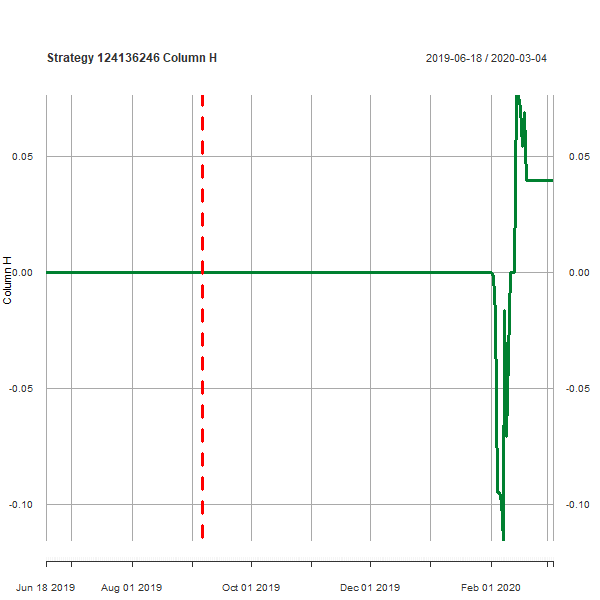 Strategy 124136246 Column H
2019-06-18 / 2020-03-04
0.05 0.05
Column H
0.00 0.00
-0.05 -0.05
-0.10 -0.10
Jun 18 2019 Aug 01 2019 Oct 01 2019 Dec 01 2019 Feb 01 2020